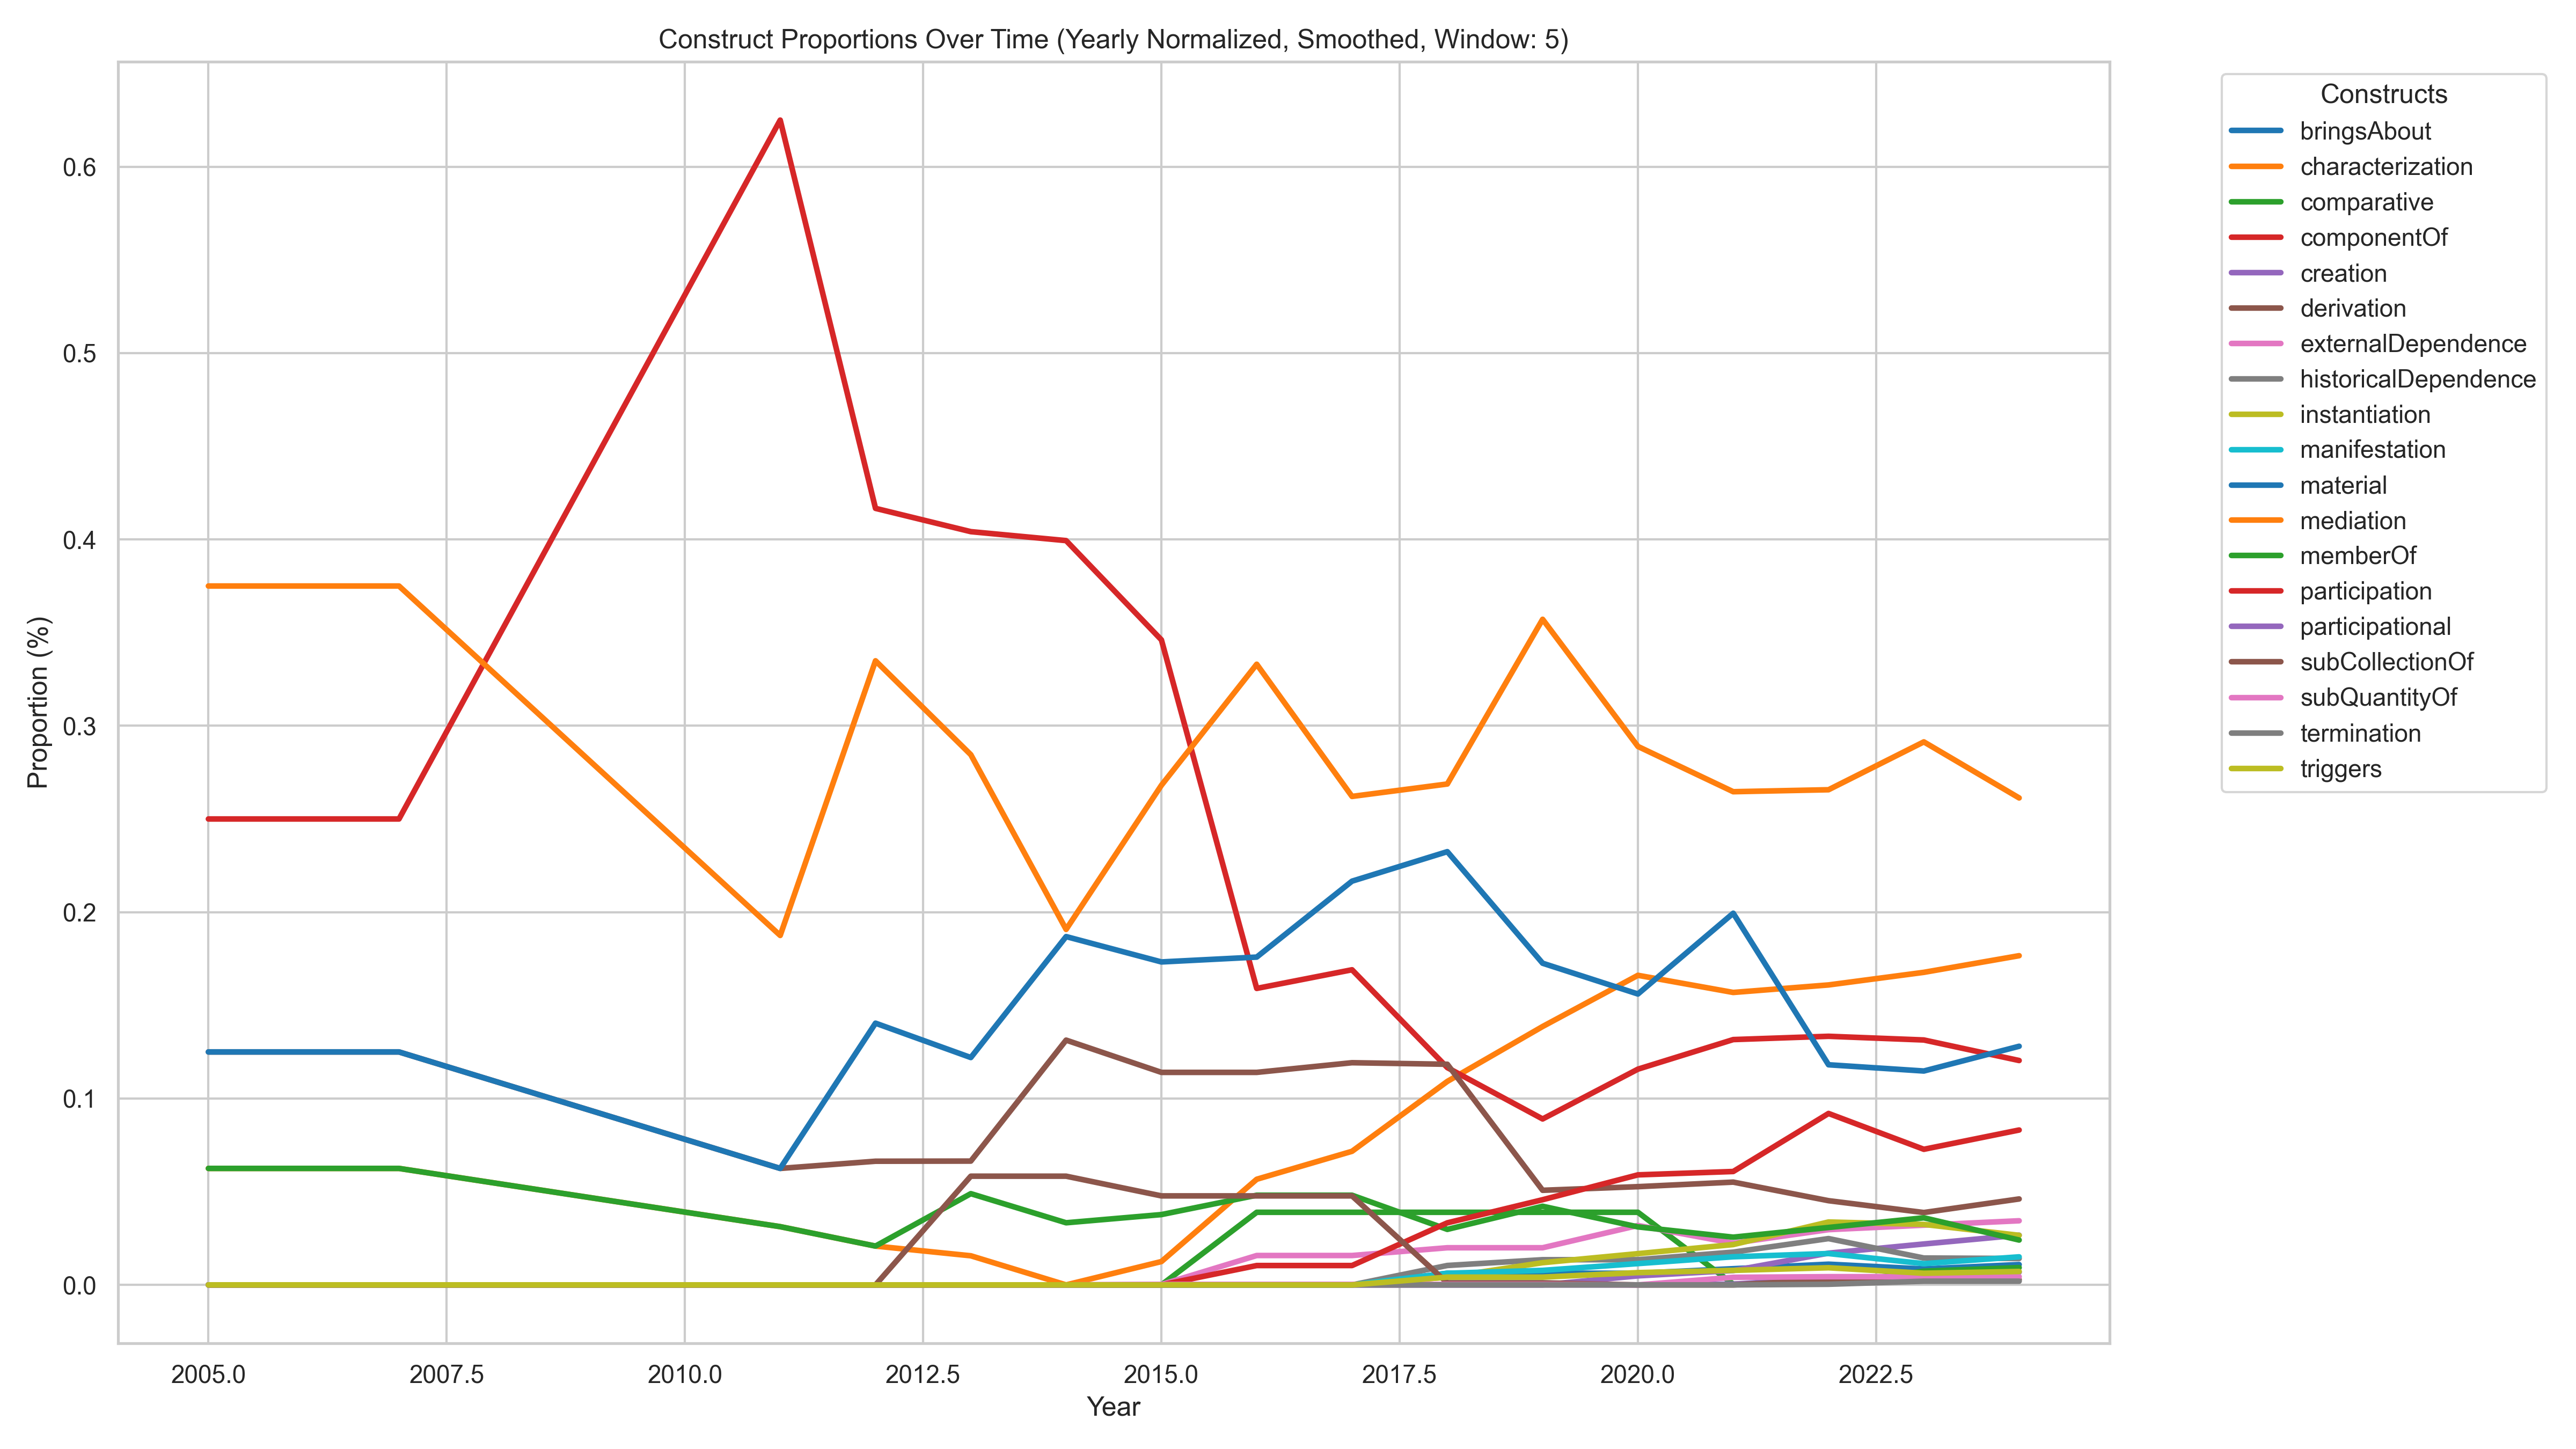 Construct Proportions Over Time (Yearly Normalized, Smoothed, Window: 5)
Constructs
bringsAbout
characterization
comparative
componentOf
creation
derivation
externalDependence
historicalDependence
instantiation
manifestation
material
mediation
memberOf
participation
participational
subCollectionOf
subQuantityOf
termination
triggers
Proportion (%)
0.6
0.5
0.4
0.3
0.2
0.1
0.0
2005.0 2007.5 2010.0 2012.5 2015.0 2017.5 2020.0 2022.5
Year